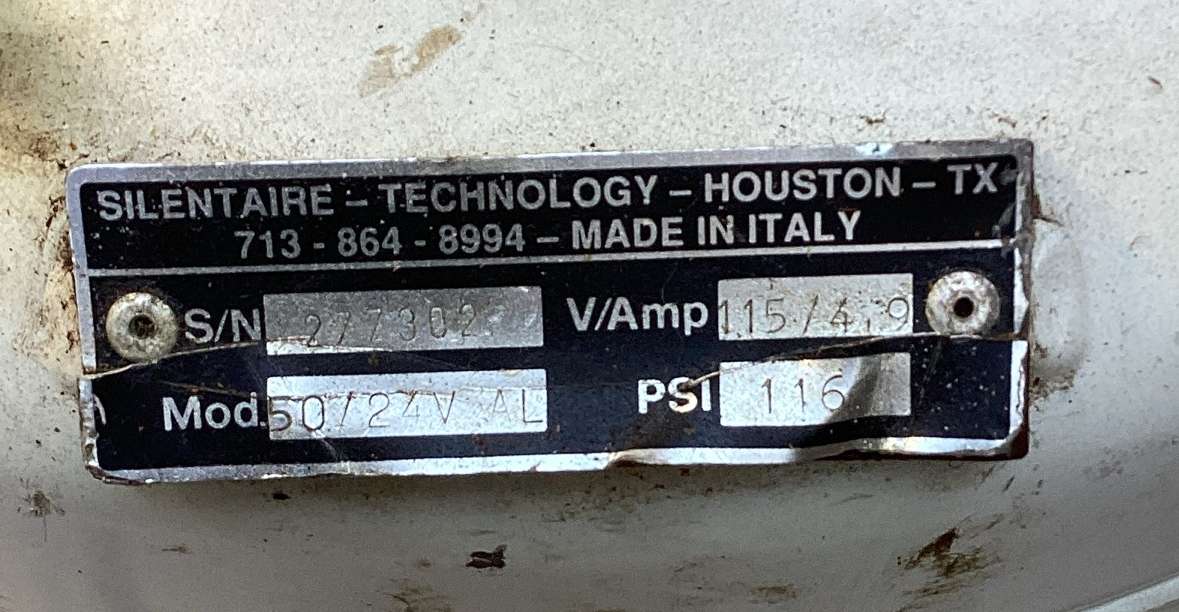 SILENTAIRE - TECHNOLOGY - HOUSTON - TX
713 - 864 - 8994 - MADE IN ITALY
S/N 277302 V/Amp 115/4,9
Mod. 50/24V AL PSI 116